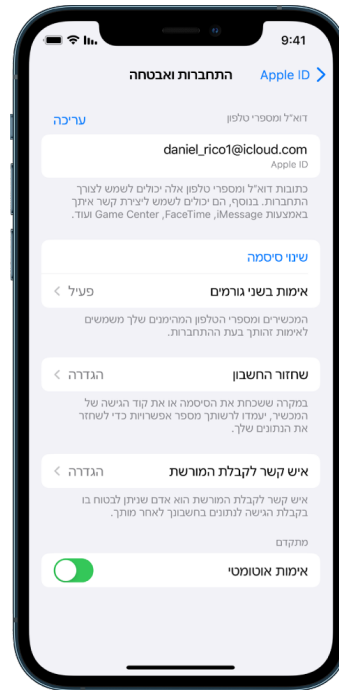 9:41
Apple ID
התחברות ואבטחה
דוא"ל ומספרי טלפון
עריכה
daniel_rico1@icloud.com
Apple ID
כתובות דוא"ל ומספרי טלפון אלה יכולים לשמש לצורך
התחברות. בנוסף, הם יכולים לשמש ליצירת קשר איתך
באמצעות Game Center ,FaceTime ,iMessage ועוד.
שינוי סיסמה
אימות בשני גורמים
פעיל
המכשירים ומספרי הטלפון המהימנים שלך משמשים
לאימות זהותך בעת ההתחברות.
שחזור החשבון
הגדרה
במקרה ששכחת את הסיסמה או את קוד הגישה של
המכשיר, יעמדו לרשותך מספר אפשרויות כדי לשחזר
את הנתונים שלך.
איש קשר לקבלת המורשת
הגדרה
איש קשר לקבלת המורשת הוא אדם שניתן לבטוח בו
בקבלת הגישה לנתונים בחשבונך לאחר מותך.
מתקדם
אימות אוטומטי